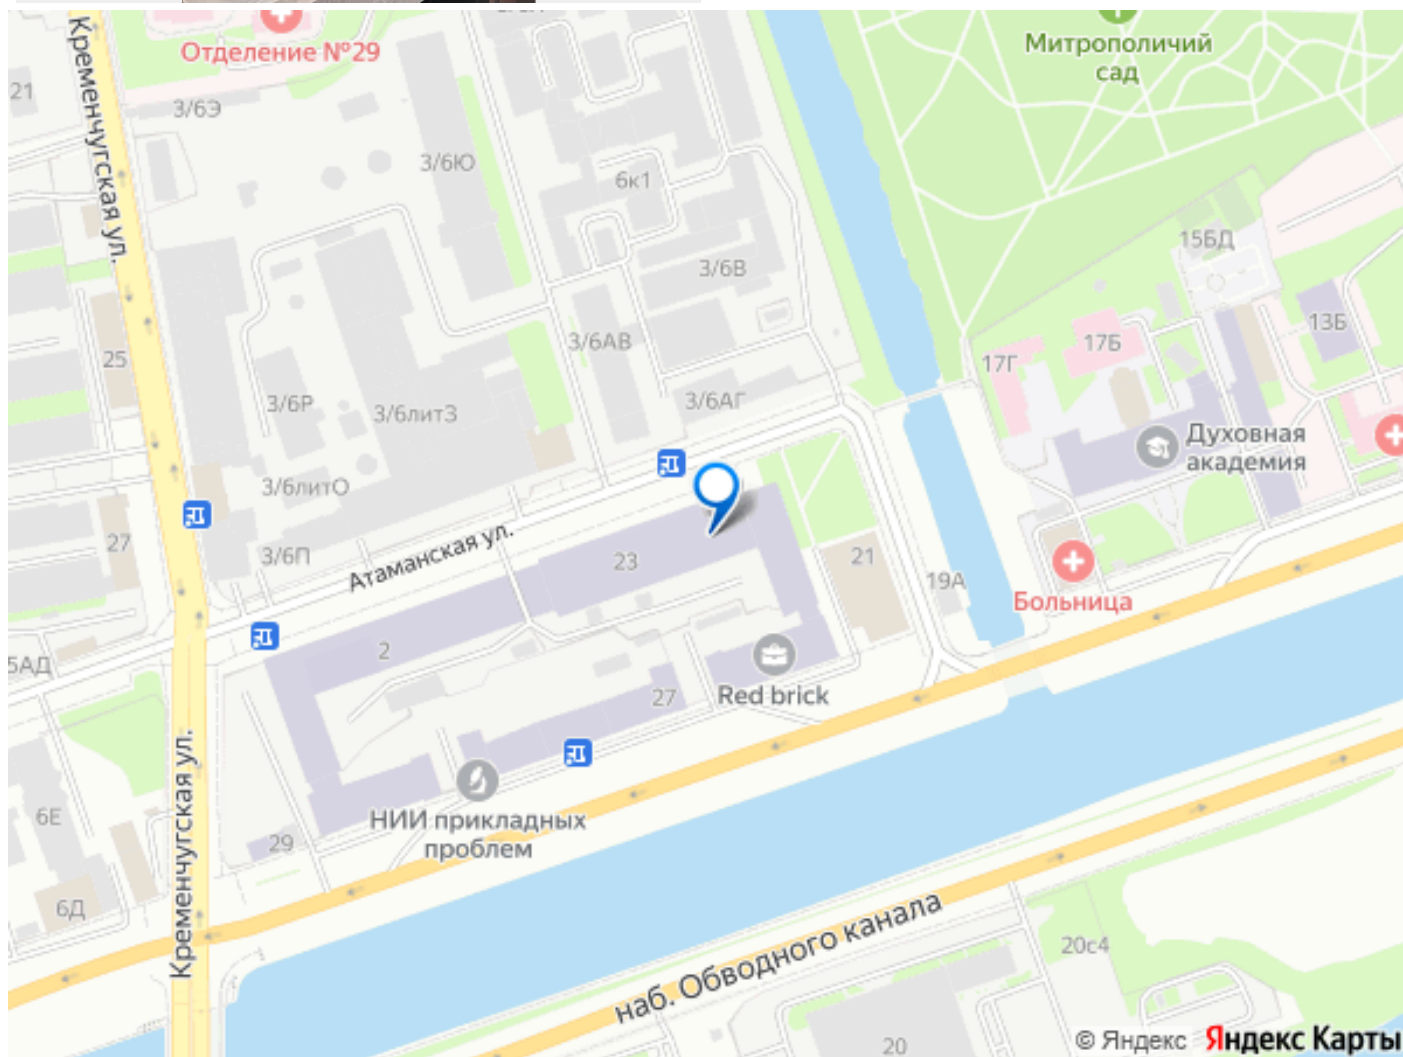 Отделение №29
Митрополичий
сад
Кременчугская ул.
21
3/6Э
3/6Ю
6к1
15БД
3/6В
25
3/6АВ
17Г
17Б
13Б
3/6Р
3/6литЗ
3/6АГ
Духовная
академия
3/6литО
27
3/6П
Атаманская ул.
23
21
19А
Больница
5АД
2
27
Red brick
Кременчугская ул.
6Е
29
НИИ прикладных
проблем
6Д
наб. Обводного канала
20с4
20
© Яндекс Яндекс Карты